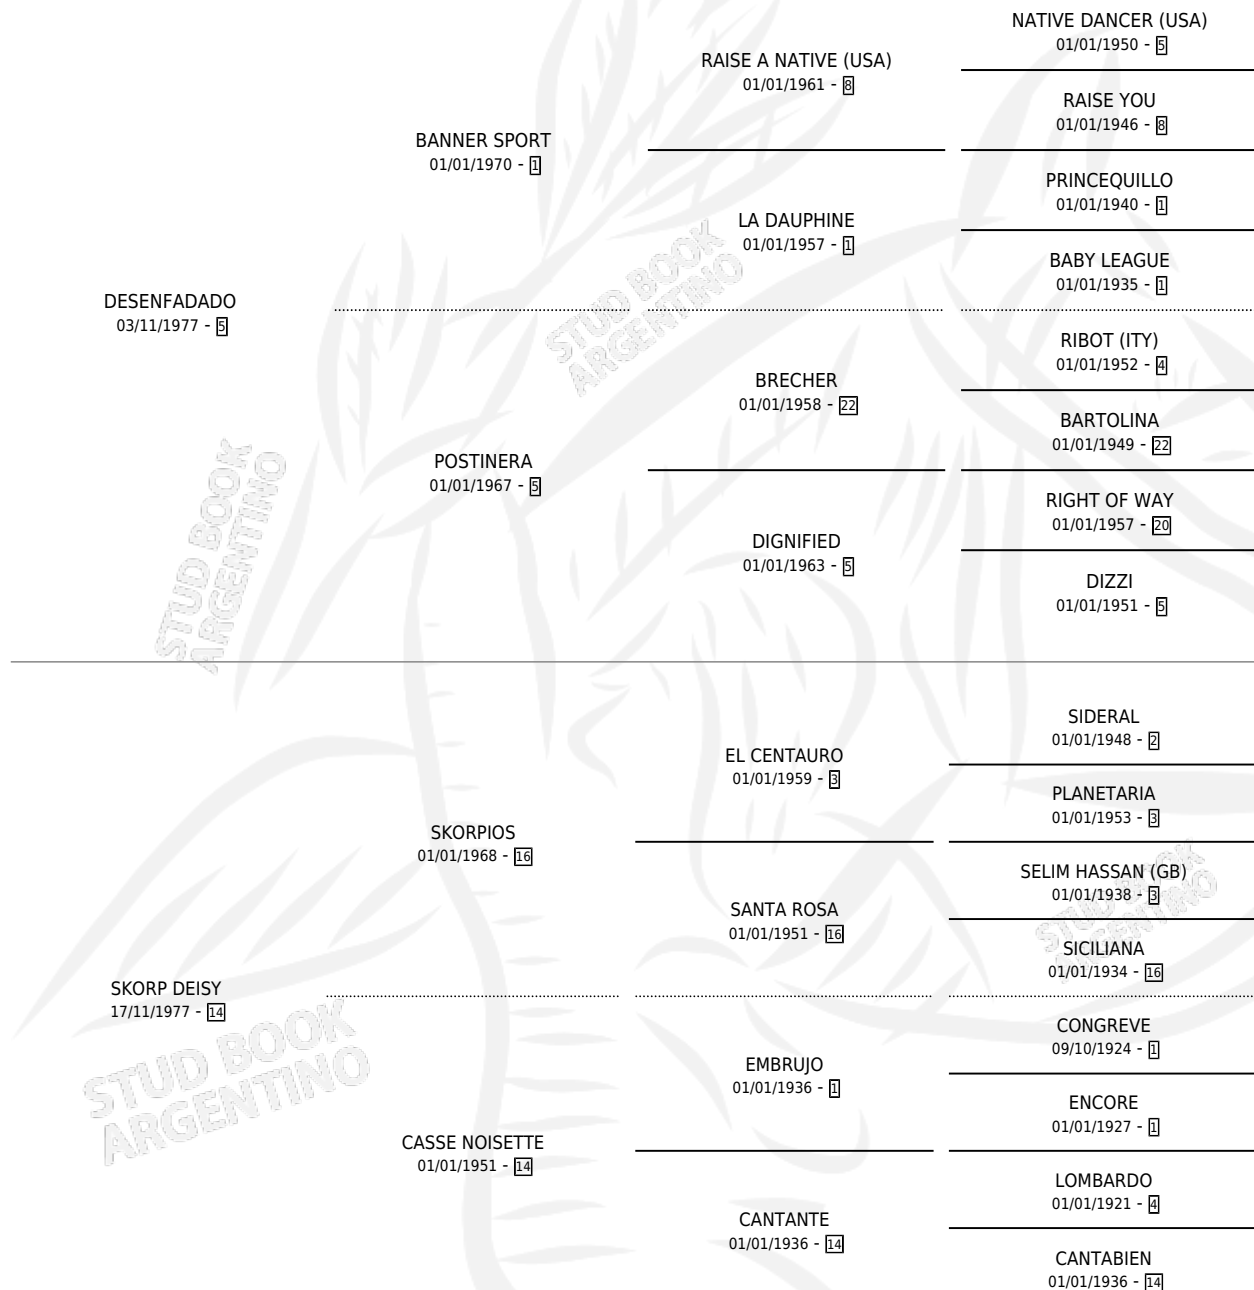 NATIVE DANCER (USA)
01/01/1950 - 5
RAISE A NATIVE (USA)
01/01/1961 - 8
RAISE YOU
01/01/1946 - 8
BANNER SPORT
01/01/1970 - 1
PRINCEQUILLO
01/01/1940 - 1
LA DAUPHINE
01/01/1957 - 1
BABY LEAGUE
01/01/1935 - 1
DESENFADADO
03/11/1977 - 5
RIBOT (ITY)
01/01/1952 - 4
BRECHER
01/01/1958 - 22
BARTOLINA
01/01/1949 - 22
POSTINERA
01/01/1967 - 5
RIGHT OF WAY
01/01/1957 - 20
DIGNIFIED
01/01/1963 - 5
DIZZI
01/01/1951 - 5
SIDERAL
01/01/1948 - 2
EL CENTAURO
01/01/1959 - 3
PLANETARIA
01/01/1953 - 3
SKORPIOS
01/01/1968 - 16
SELIM HASSAN (GB)
01/01/1938 - 3
SANTA ROSA
01/01/1951 - 16
SICILIANA
01/01/1934 - 16
SKORP DEISY
17/11/1977 - 14
CONGREVE
09/10/1924 - 1
EMBRUJO
01/01/1936 - 1
ENCORE
01/01/1927 - 1
CASSE NOISETTE
01/01/1951 - 14
LOMBARDO
01/01/1921 - 4
CANTANTE
01/01/1936 - 14
CANTABIEN
01/01/1936 - 14
STUD BOOK
ARGENTINO
STUD BOOK
ARGENTINO
STUD BOOK
ARGENTINO
STUD BOOK
ARGENTINO